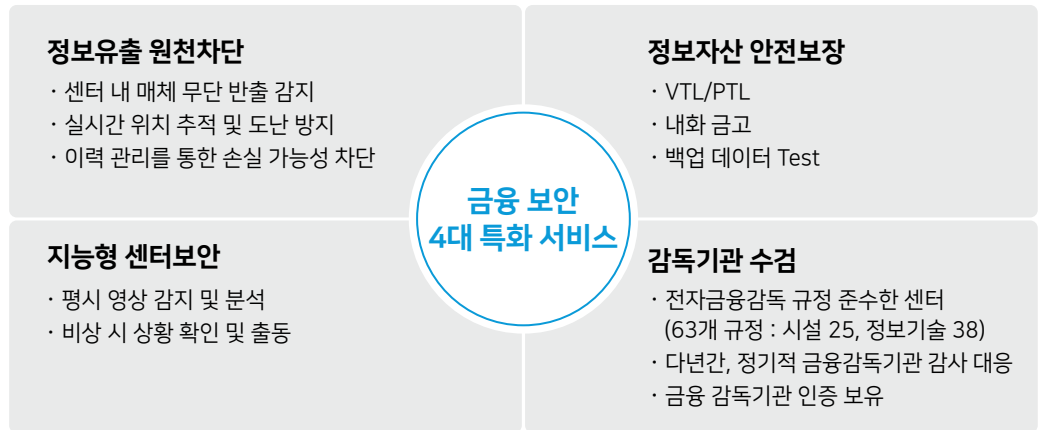 정보유출 원천차단
· 센터 내 매체 무단 반출 감지
· 실시간 위치 추적 및 도난 방지
· 이력 관리를 통한 손실 가능성 차단
정보자산 안전보장
· VTL/PTL
· 내화 금고
· 백업 데이터 Test
금융 보안
4대 특화 서비스
지능형 센터보안
· 평시 영상 감지 및 분석
· 비상 시 상황 확인 및 출동
감독기관 수검
· 전자금융감독 규정 준수한 센터
(63개 규정 : 시설 25, 정보기술 38)
· 다년간, 정기적 금융감독기관 감사 대응
· 금융 감독기관 인증 보유